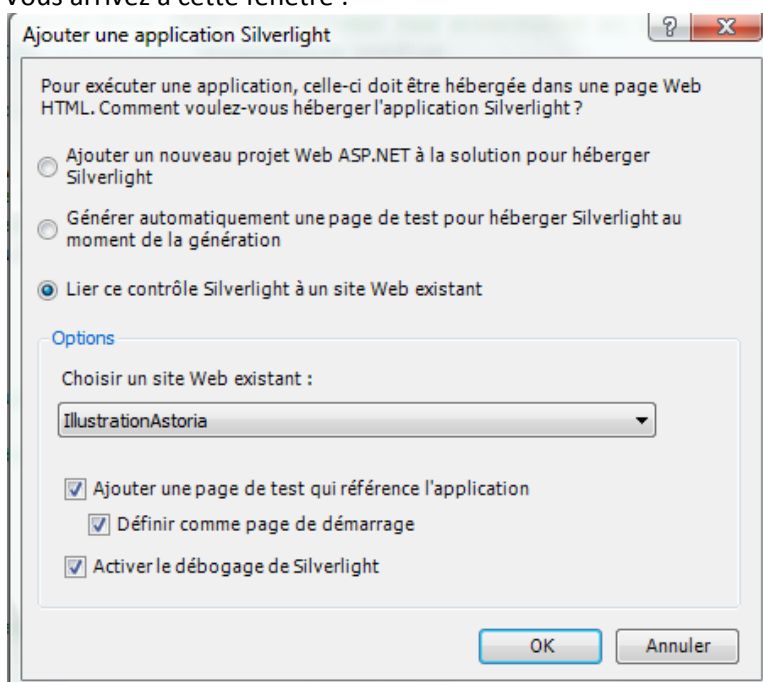 Vous arrivez à cette fenêtre :
Ajouter une application Silverlight
Pour exécuter une application, celle-ci doit être hébergée dans une page Web
HTML. Comment voulez-vous héberger l'application Silverlight ?
Ajouter un nouveau projet Web ASP.NET à la solution pour héberger
Silverlight
Générer automatiquement une page de test pour héberger Silverlight au
moment de la génération
Lier ce contrôle Silverlight à un site Web existant
Options
Choisir un site Web existant :
IllustrationAstoria
Ajouter une page de test qui référence l'application
Définir comme page de démarrage
Activer le débogage de Silverlight
OK
Annuler